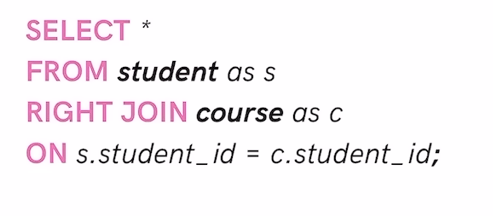 SELECT *
FROM student as s
RIGHT JOIN course as c
ON s.student_id = c.student_id;